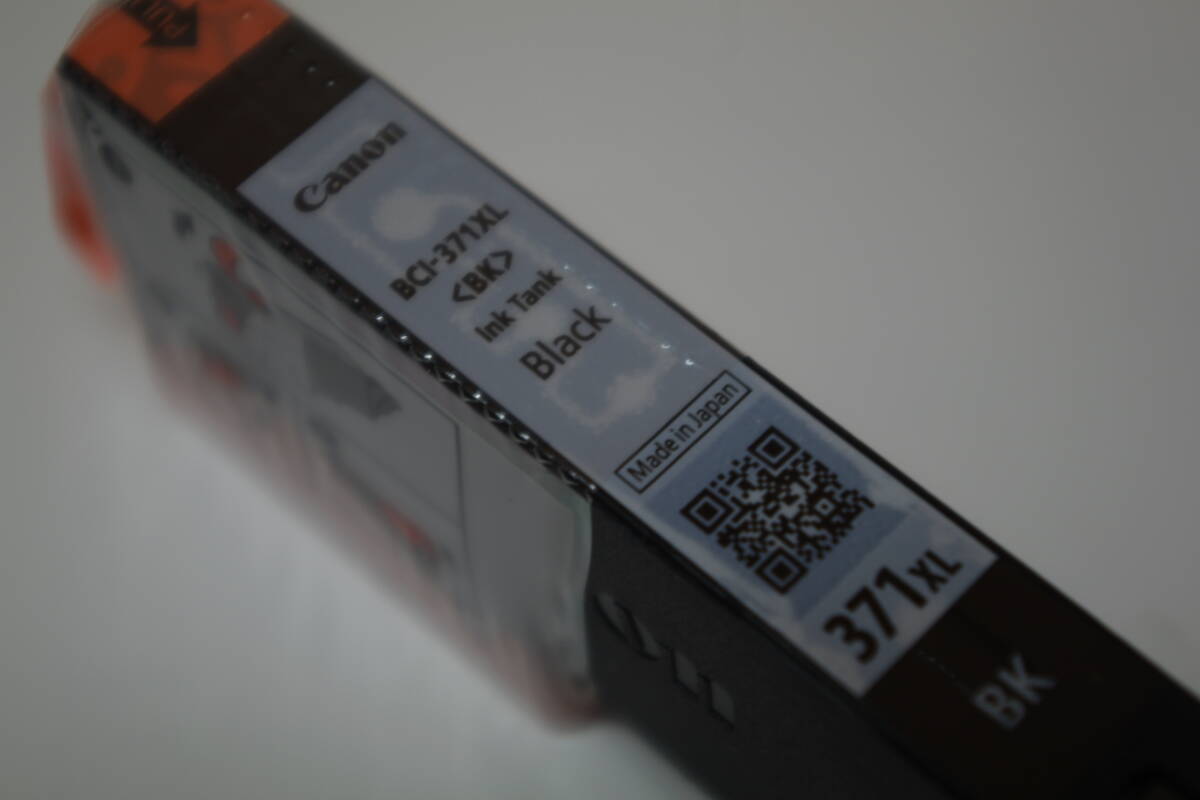 Canon
BCI-371XL
<BK>
Ink Tank
Black
Made in Japan
371XL
BK